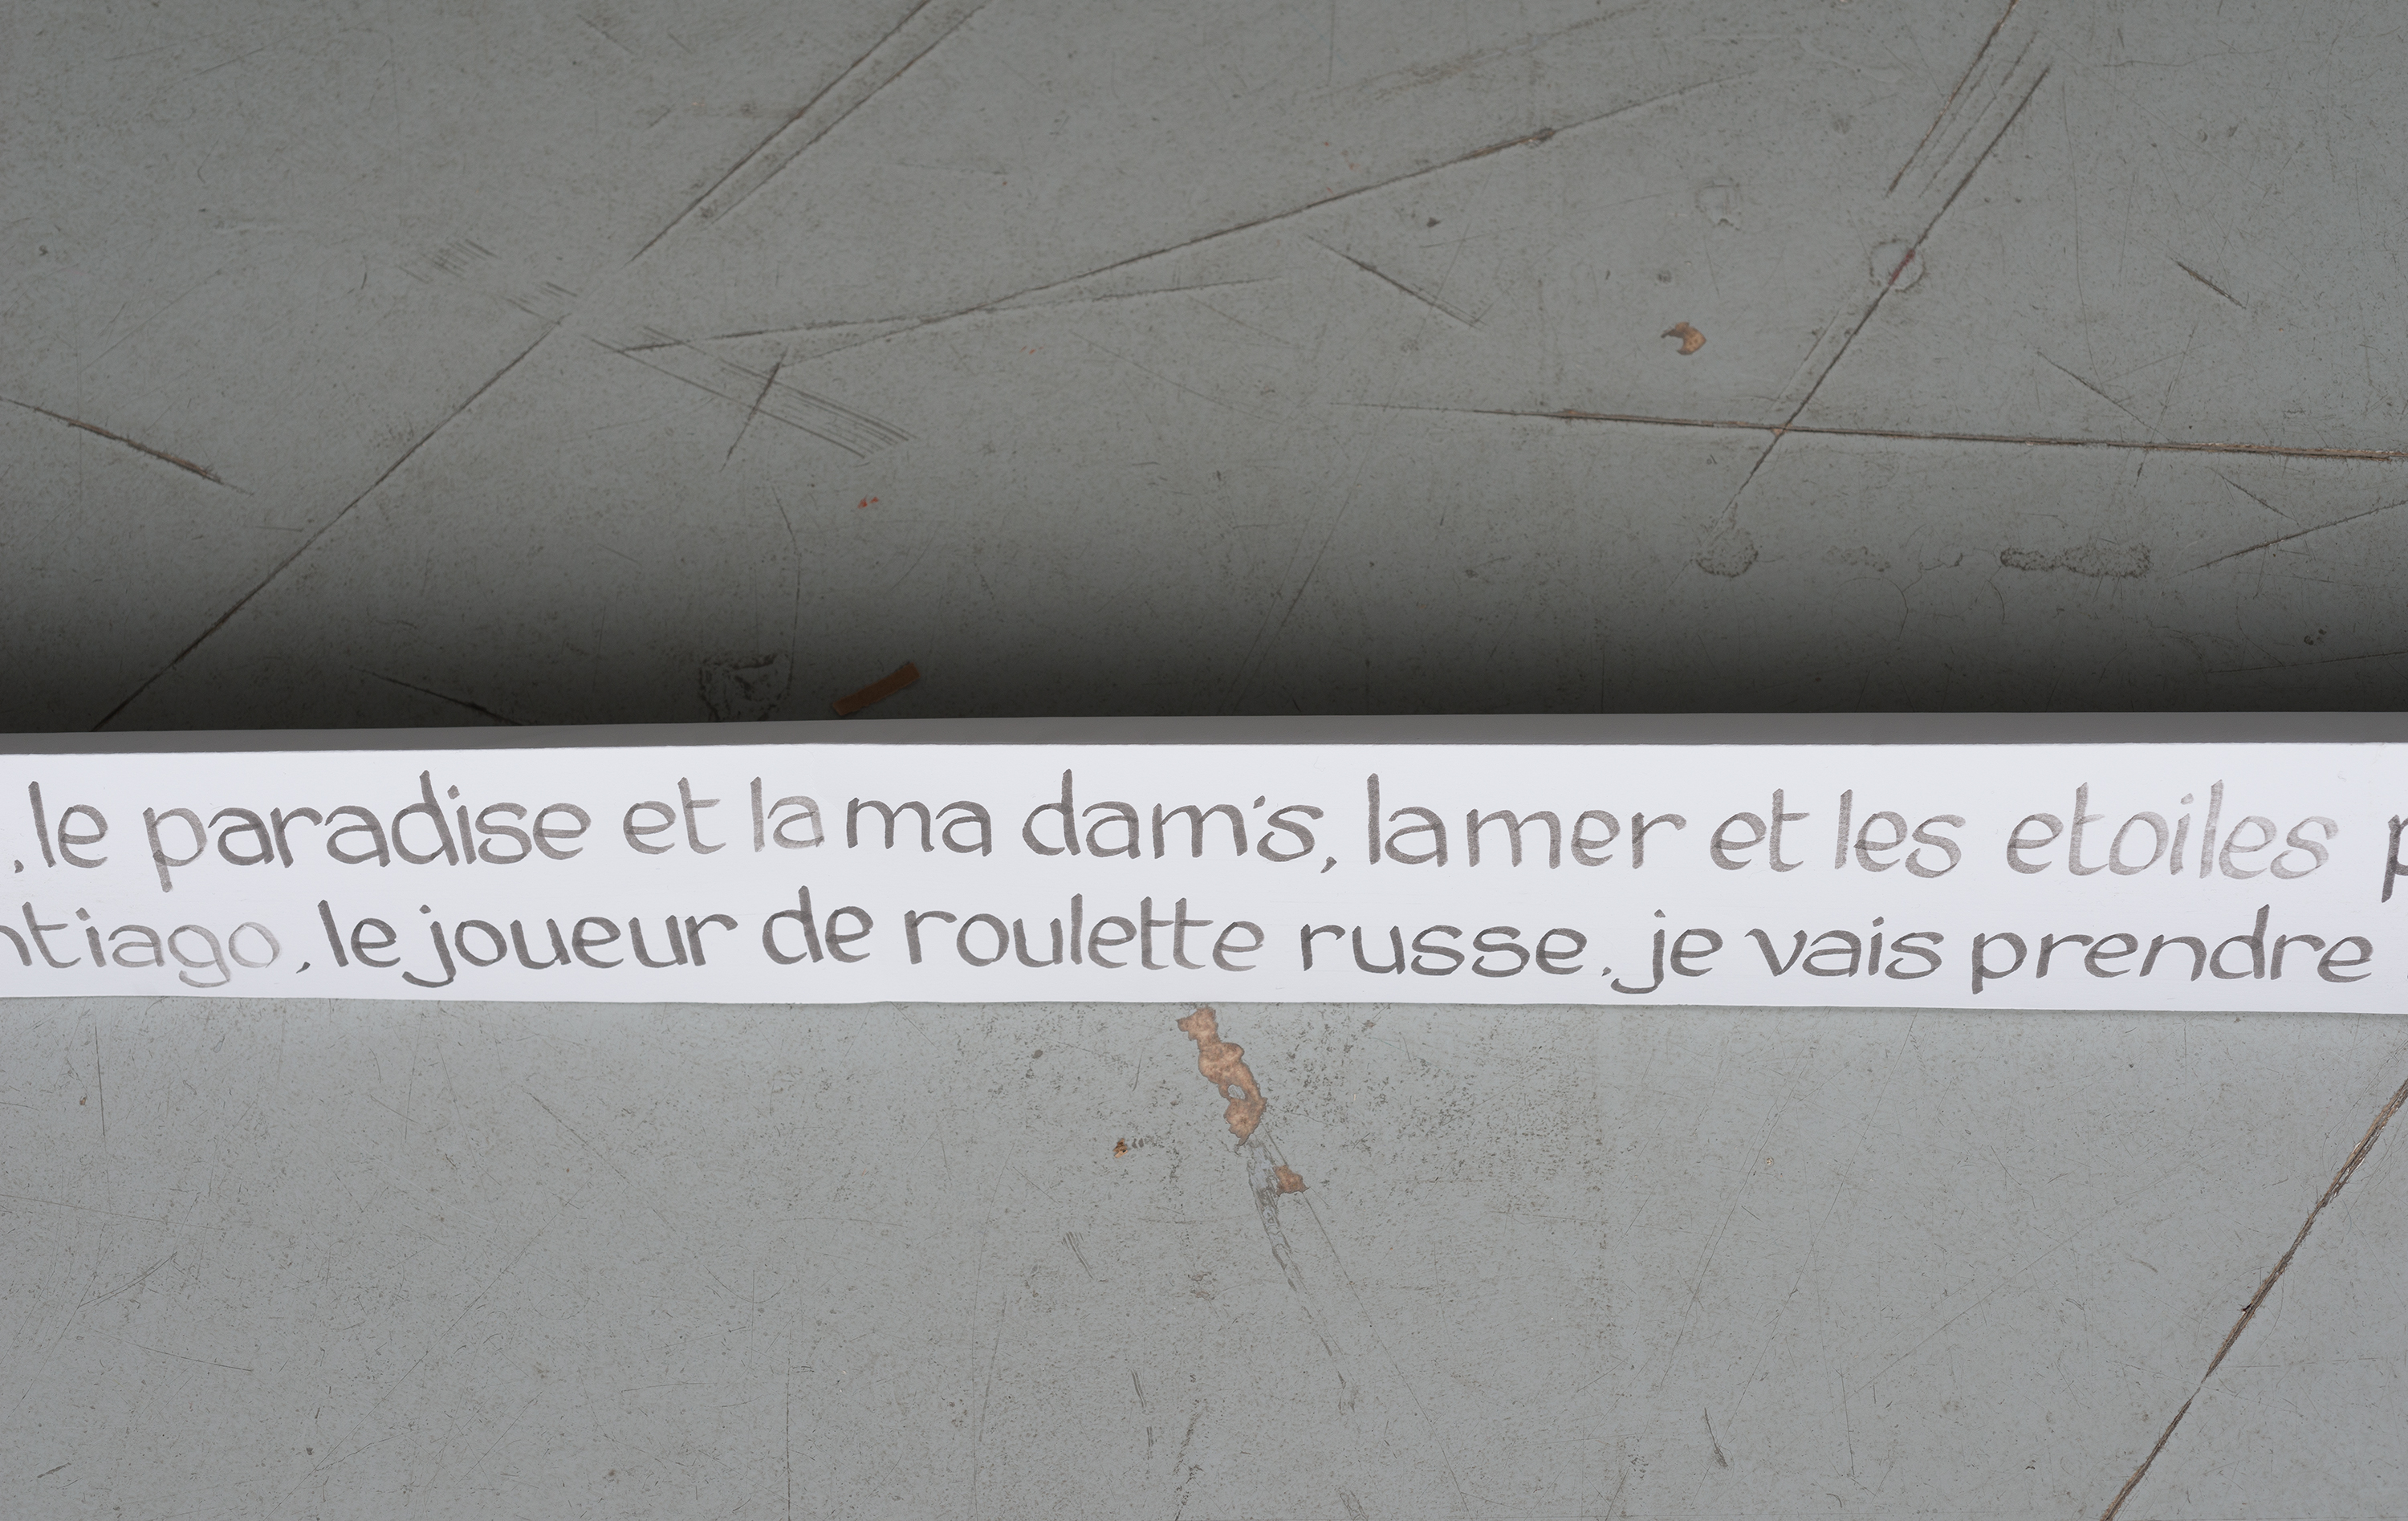 ,le paradise et la ma dam's, la mer et les etoiles p
ntiago, le joueur de roulette russe. je vais prendre